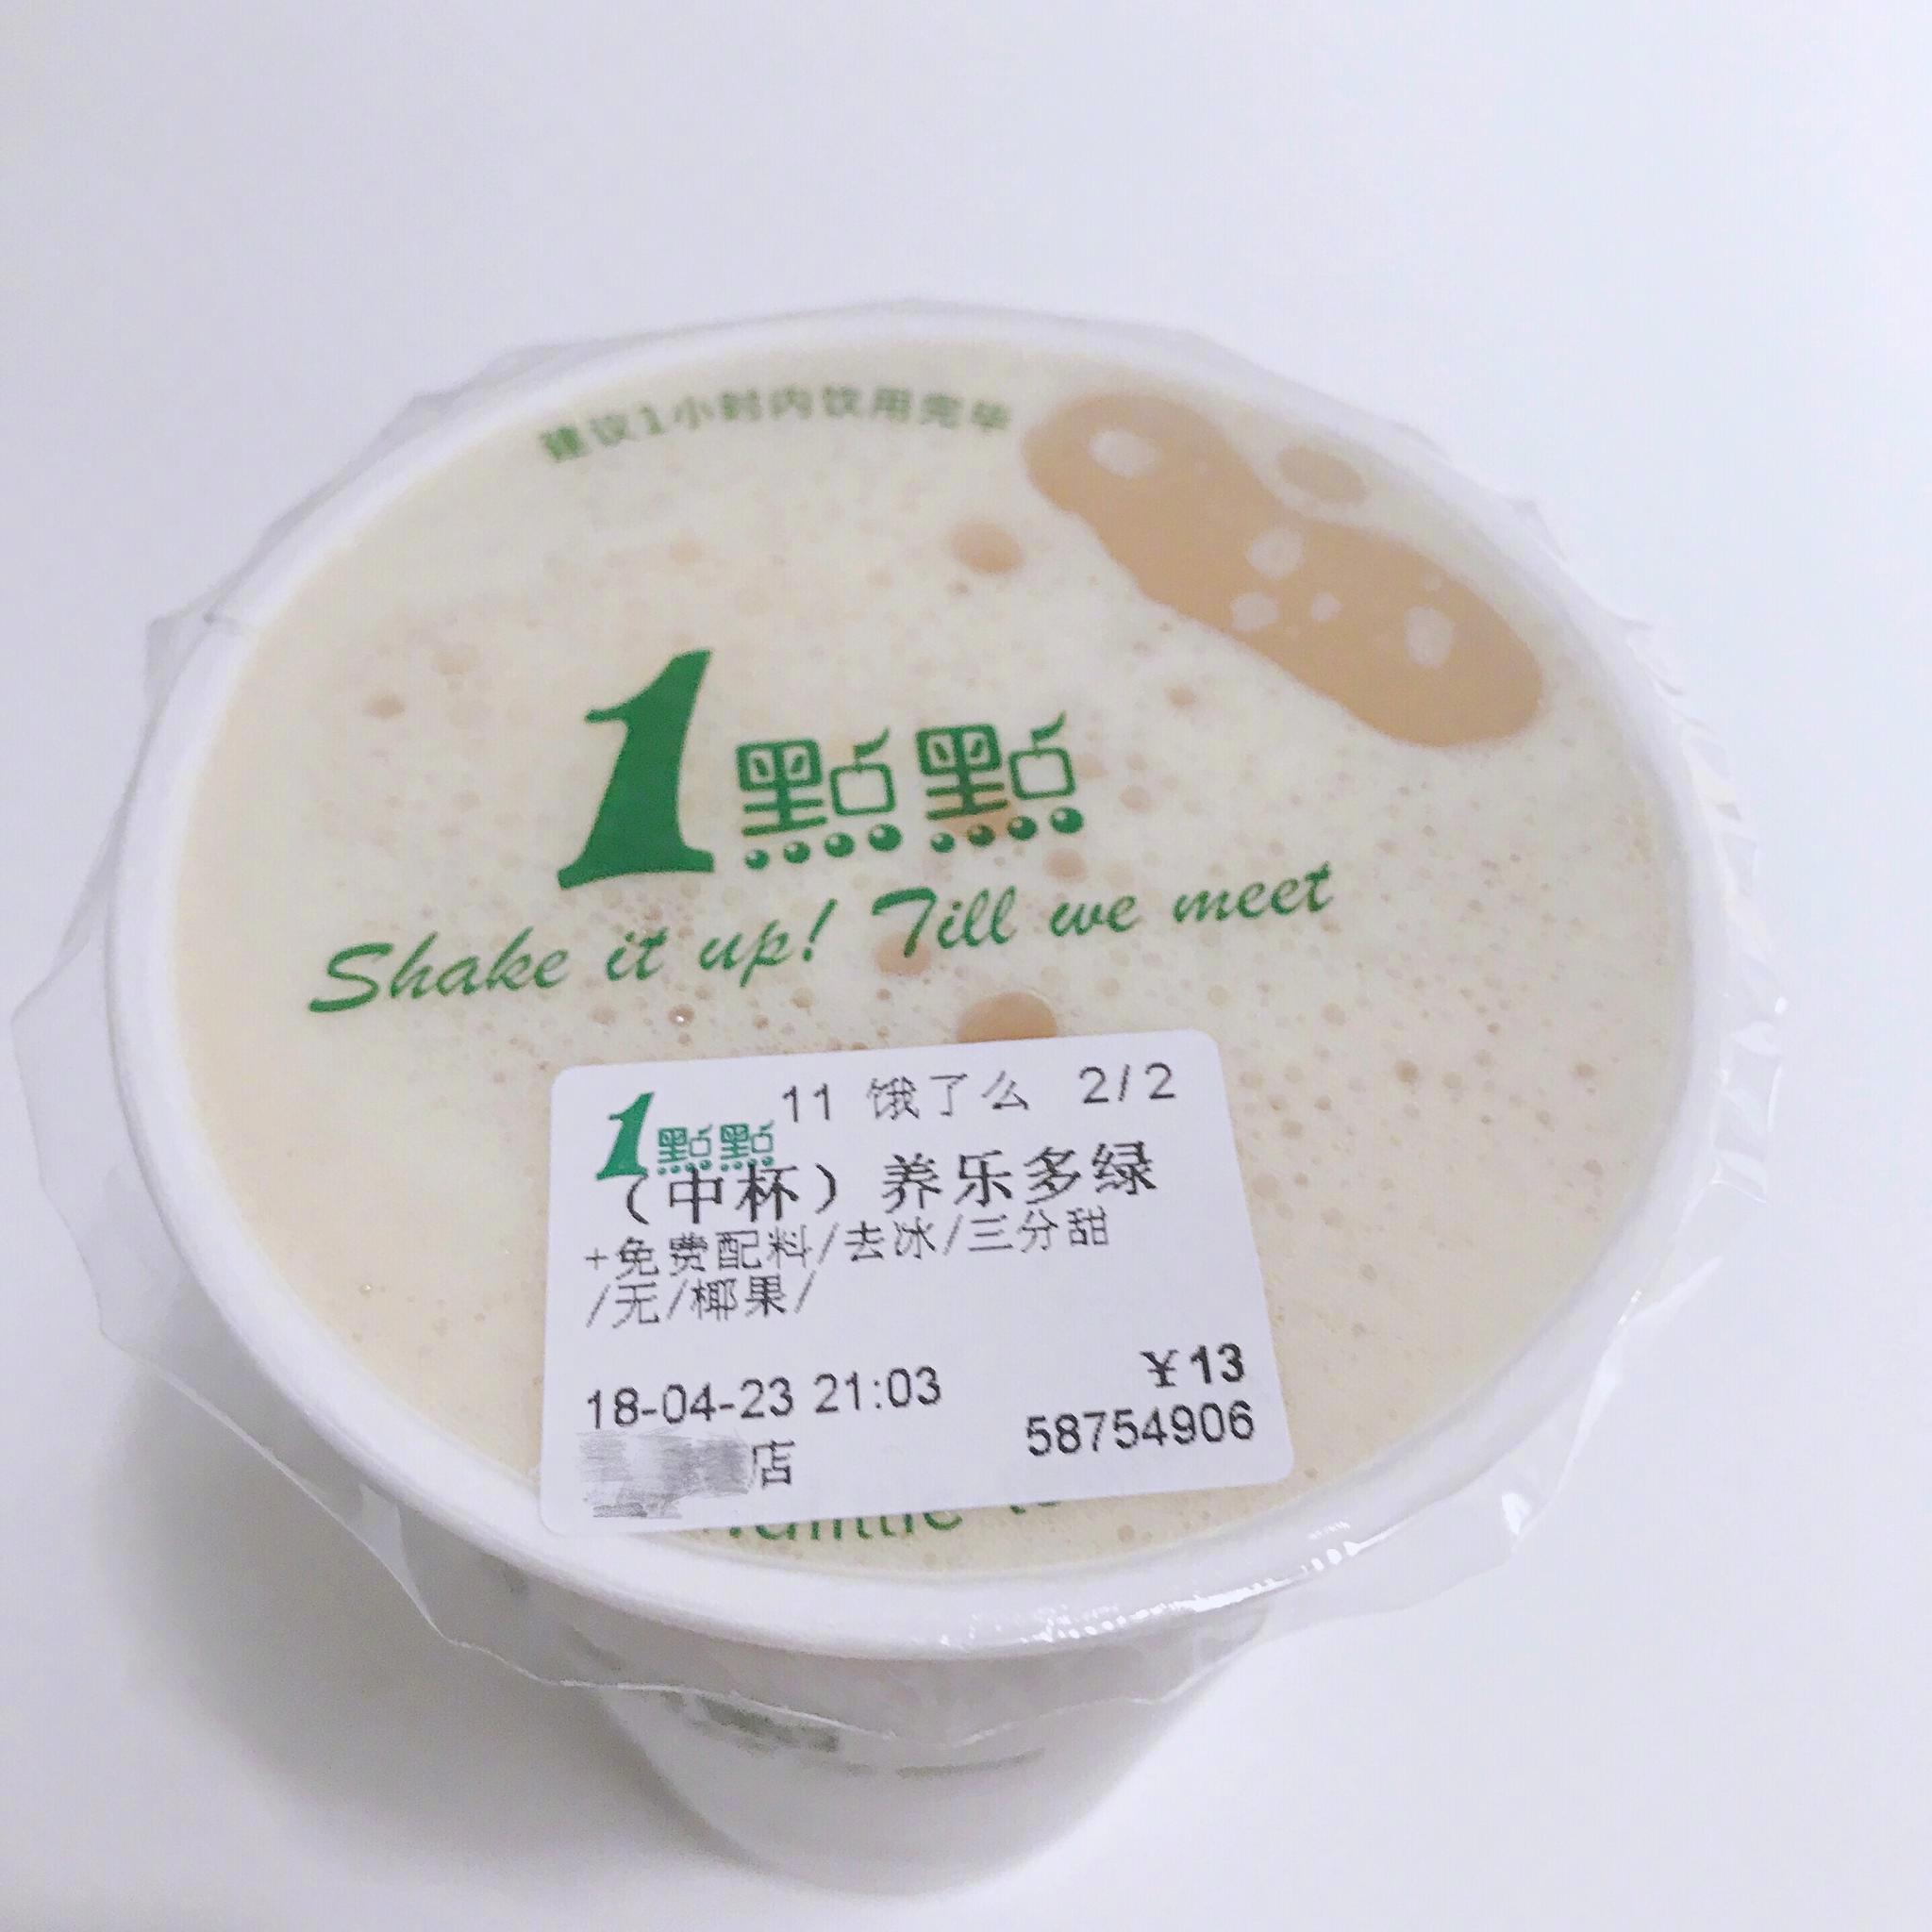 建议1小时内饮用完毕
1點點
Shake it up! Till we meet
1點點 11 饿了么 2/2
（中杯）养乐多绿
+免费配料/去冰/三分甜
/无/椰果/
¥13
18-04-23 21:03
58754906
店